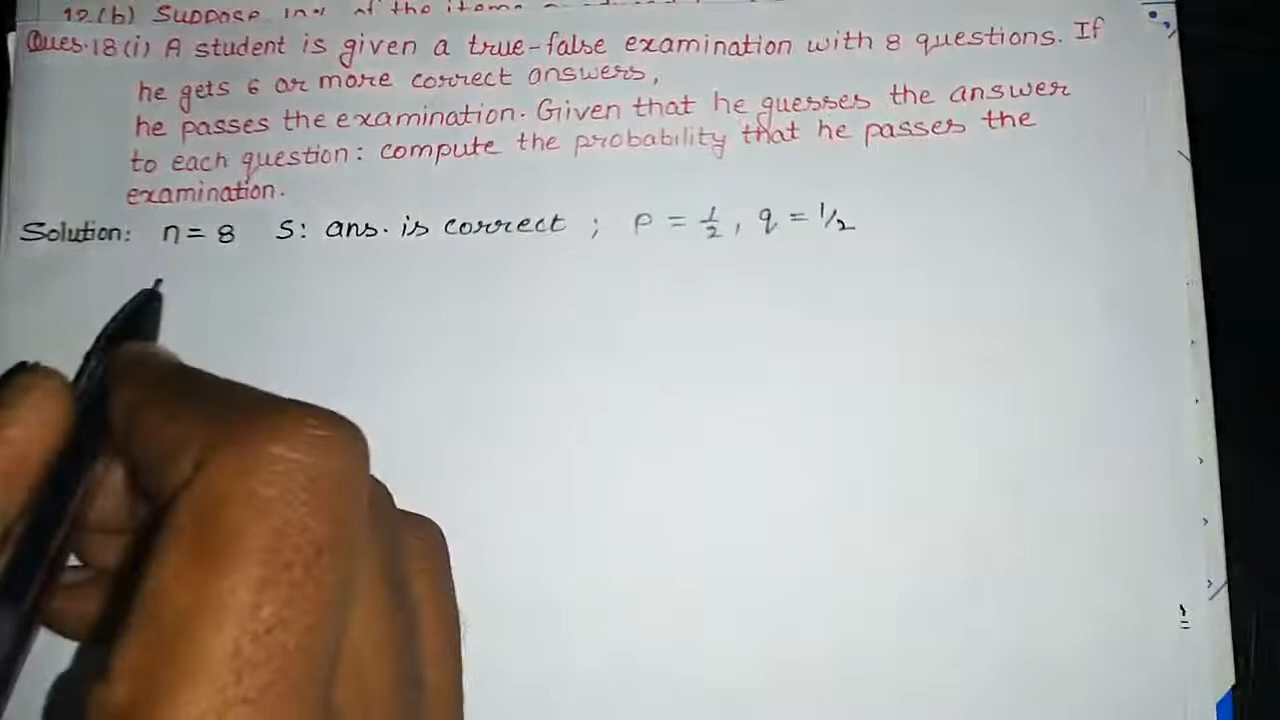 12(b) Suppose
Ques.18(i) A student is given a true-false examination with 8 questions. If
he gets 6 or more correct answers,
he passes the examination. Given that he guesses the answer
to each question: compute the probability that he passes the
examination.
Solution: n = 8 S: ans. is correct ; p = 1/2, q = 1/2